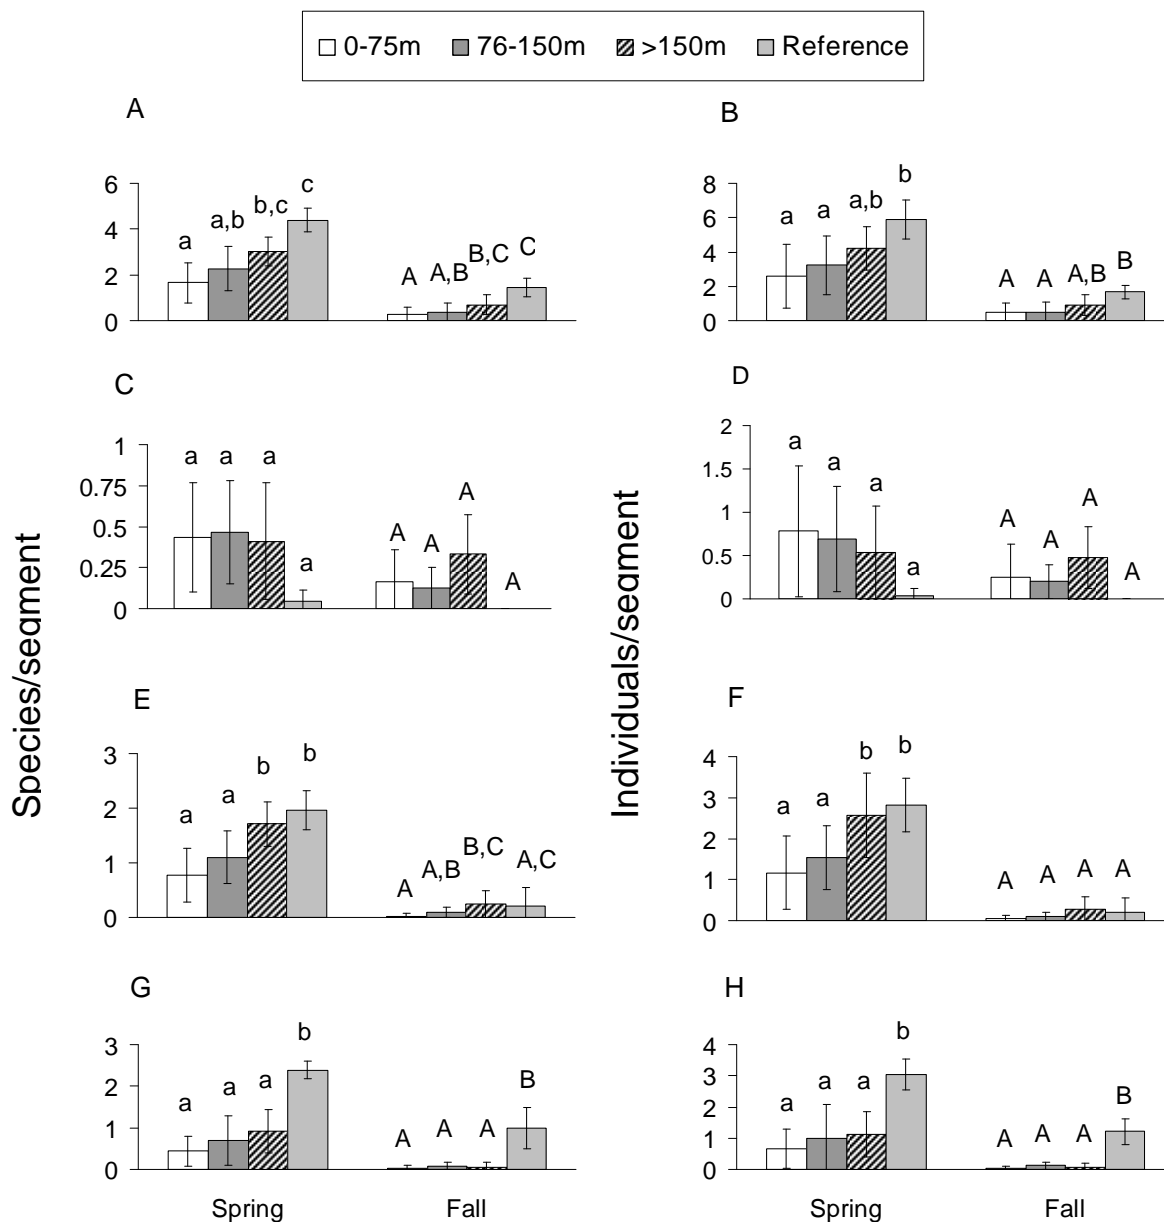 0-75m 76-150m >150m Reference
A
6
4
2
0
a a,b b,c c
A A,B B,C C
B
8
6
4
2
0
a a a,b b
A A A,B B
C
1
0.75
0.5
0.25
0
a a a a
A A A A
D
2
1.5
1
0.5
0
a a a a
A A A A
Species/segment
Individuals/segment
E
3
2
1
0
a a b b
A A,B B,C A,C
F
4
3
2
1
0
a a b b
A A A A
G
3
2
1
0
a a a b
A A A B
Spring Fall
H
4
3
2
1
0
a a a b
A A A B
Spring Fall